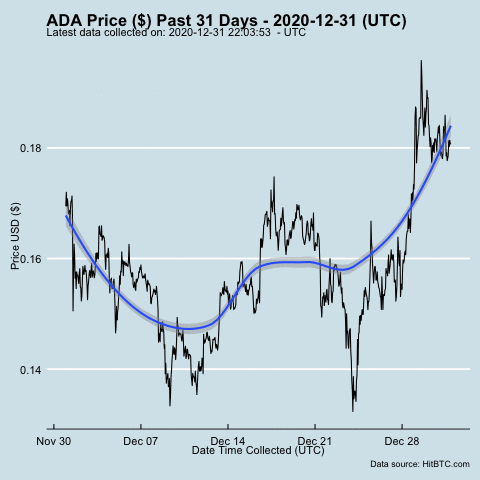 ADA Price ($) Past 31 Days - 2020-12-31 (UTC)
Latest data collected on: 2020-12-31 22:03:53 - UTC
0.18
0.16
0.14
Price USD ($)
Nov 30 Dec 07 Dec 14 Dec 21 Dec 28
Date Time Collected (UTC)
Data source: HitBTC.com